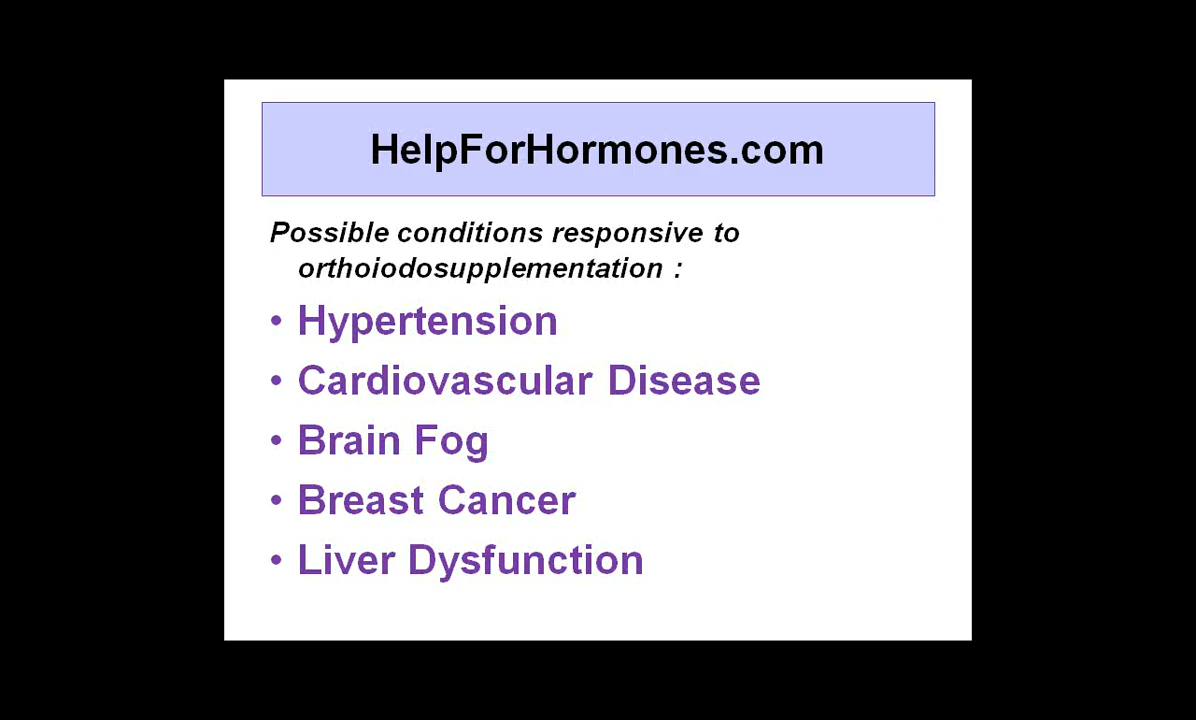 HelpForHormones.com
Possible conditions responsive to
orthoiodosupplementation :
• Hypertension
• Cardiovascular Disease
• Brain Fog
• Breast Cancer
• Liver Dysfunction